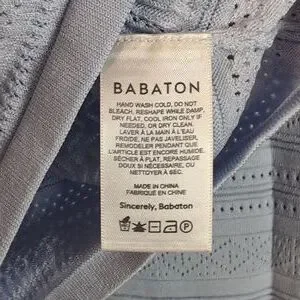 BABATON
HAND WASH COLD, DO NOT
BLEACH, RESHAPE WHILE DAMP,
DRY FLAT, COOL IRON ONLY IF
NEEDED, OR DRY CLEAN.
LAVER À LA MAIN À L'EAU
FROIDE, NE PAS JAVELISER,
REMODELER PENDANT QUE
L'ARTICLE EST ENCORE HUMIDE.
SÉCHER À PLAT, REPASSAGE
DOUX SI NÉCESSAIRE, OU
NETTOYER À SEC.
MADE IN CHINA
FABRIQUÉ EN CHINE
Sincerely, Babaton
P